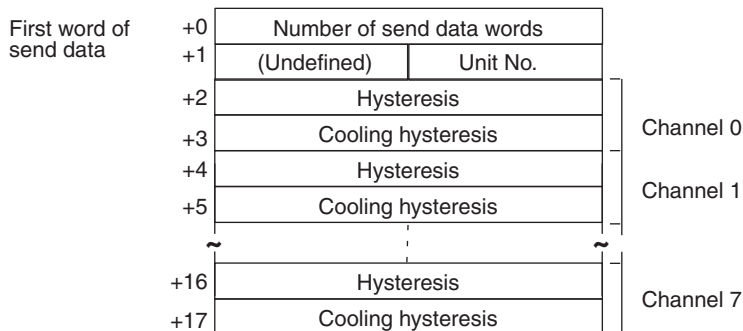 First word of send data
+0 Number of send data words
+1 (Undefined) Unit No.
+2 Hysteresis
+3 Cooling hysteresis
Channel 0
+4 Hysteresis
+5 Cooling hysteresis
Channel 1
~ ~
+16 Hysteresis
+17 Cooling hysteresis
Channel 7